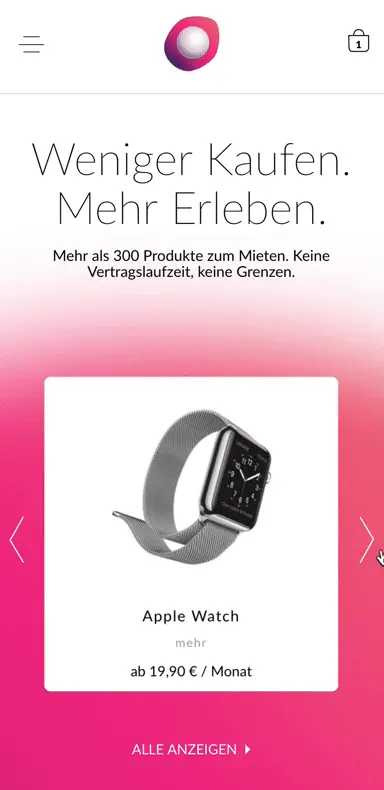 1
Weniger Kaufen.
Mehr Erleben.
Mehr als 300 Produkte zum Mieten. Keine
Vertragslaufzeit, keine Grenzen.
Apple Watch
mehr
ab 19,90 € / Monat
ALLE ANZEIGEN